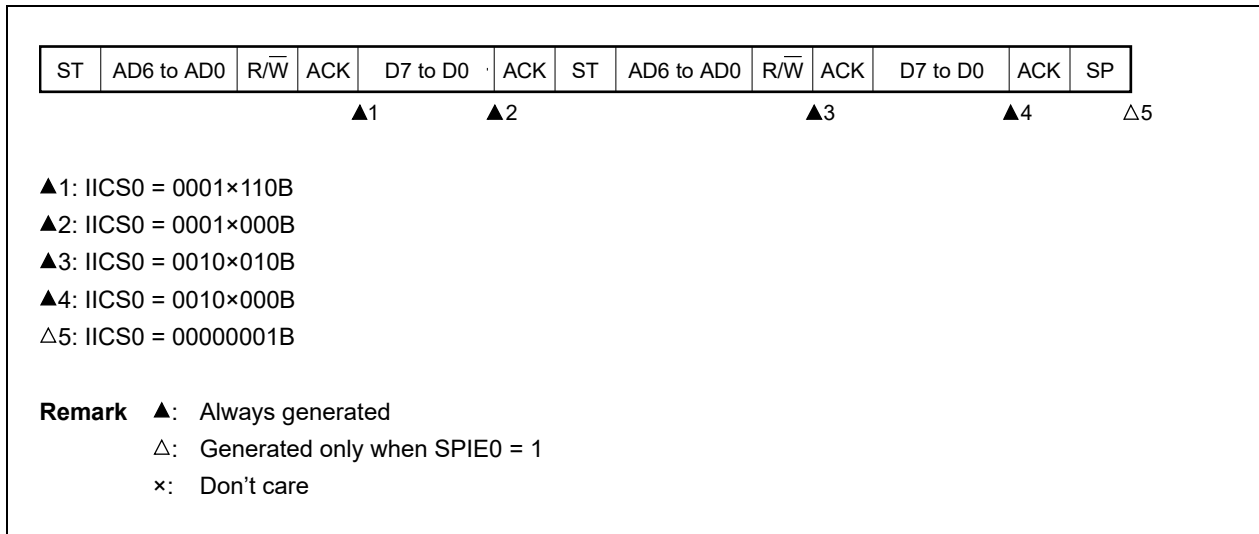 ST AD6 to AD0 R/W̅ ACK D7 to D0 ACK ST AD6 to AD0 R/W̅ ACK D7 to D0 ACK SP
▲1 ▲2 ▲3 ▲4 △5
▲1: IICS0 = 0001×110B
▲2: IICS0 = 0001×000B
▲3: IICS0 = 0010×010B
▲4: IICS0 = 0010×000B
△5: IICS0 = 00000001B
Remark ▲: Always generated
△: Generated only when SPIE0 = 1
×: Don't care